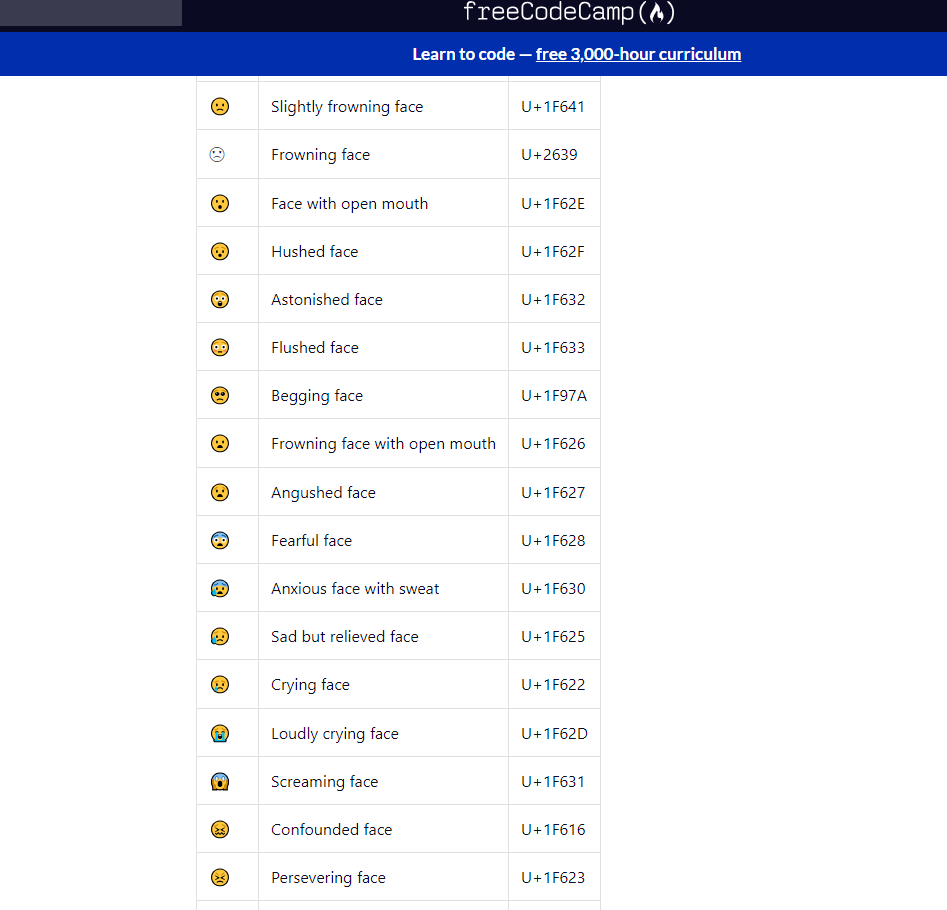 freeCodeCamp(🔥)
Learn to code — free 3,000-hour curriculum
🙁 Slightly frowning face U+1F641
☹ Frowning face U+2639
😮 Face with open mouth U+1F62E
😯 Hushed face U+1F62F
😲 Astonished face U+1F632
😳 Flushed face U+1F633
🥺 Begging face U+1F97A
😦 Frowning face with open mouth U+1F626
😧 Angushed face U+1F627
😨 Fearful face U+1F628
😰 Anxious face with sweat U+1F630
😥 Sad but relieved face U+1F625
😢 Crying face U+1F622
😭 Loudly crying face U+1F62D
😱 Screaming face U+1F631
😖 Confounded face U+1F616
😣 Persevering face U+1F623